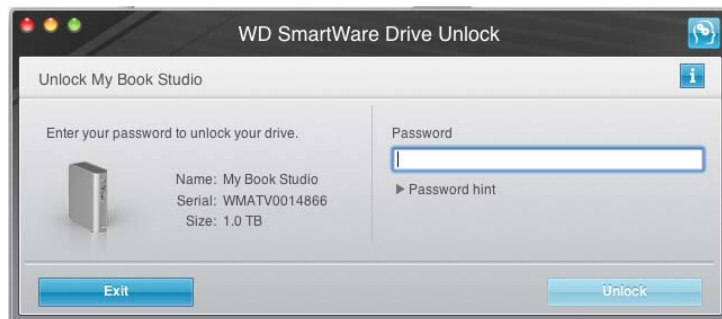 WD SmartWare Drive Unlock
Unlock My Book Studio
Enter your password to unlock your drive.
Name: My Book Studio
Serial: WMATV0014866
Size: 1.0 TB
Password
Password hint
Exit
Unlock